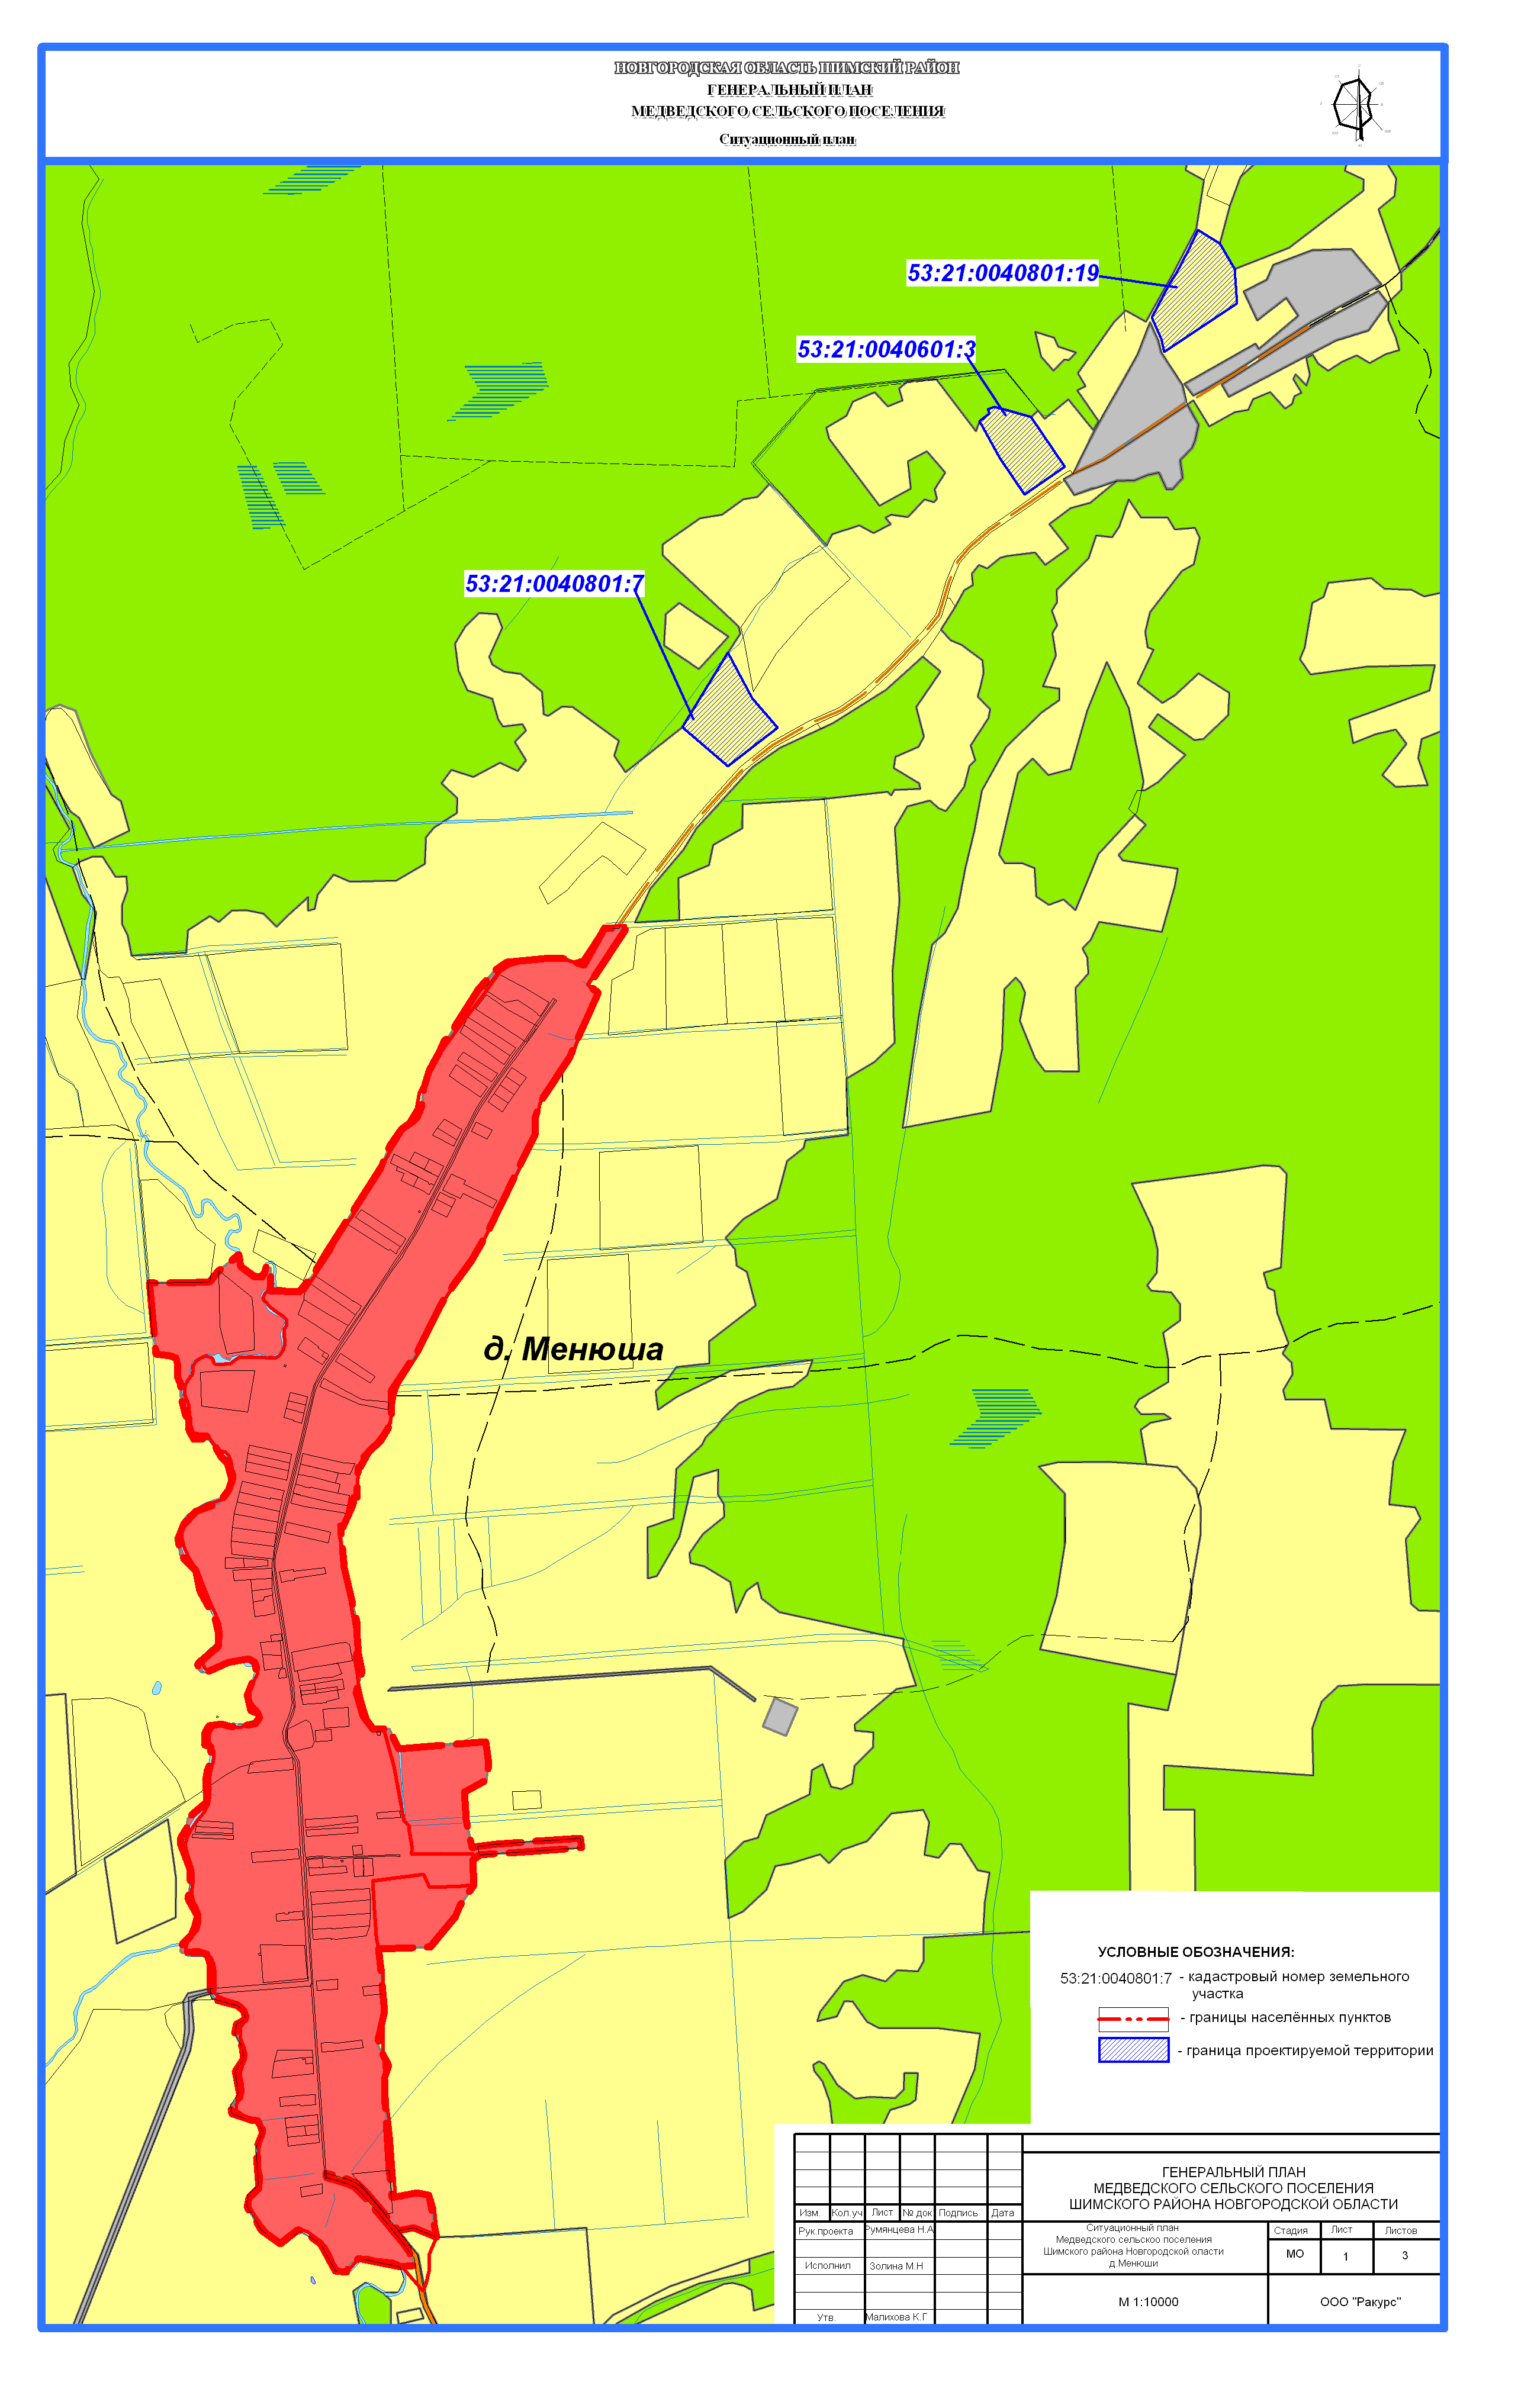 НОВГОРОДСКАЯ ОБЛАСТЬ ШИМСКИЙ РАЙОН
ГЕНЕРАЛЬНЫЙ ПЛАН
МЕДВЕДСКОГО СЕЛЬСКОГО ПОСЕЛЕНИЯ
Ситуационный план
53:21:0040801:19
53:21:0040601:3
53:21:0040801:7
д. Менюша
УСЛОВНЫЕ ОБОЗНАЧЕНИЯ:
53:21:0040801:7 - кадастровый номер земельного
участка
- границы населённых пунктов
- граница проектируемой территории
ГЕНЕРАЛЬНЫЙ ПЛАН
МЕДВЕДСКОГО СЕЛЬСКОГО ПОСЕЛЕНИЯ
ШИМСКОГО РАЙОНА НОВГОРОДСКОЙ ОБЛАСТИ
Изм. Кол.уч Лист № док Подпись Дата
Рук.проекта Румянцева Н.А
Исполнил Золина М.Н
Утв. Малихова К.Г
Ситуационный план
Медведского сельскоо поселения
Шимского района Новгородской оласти
д.Менюши
Стадия Лист Листов
МО 1 3
М 1:10000
ООО "Ракурс"